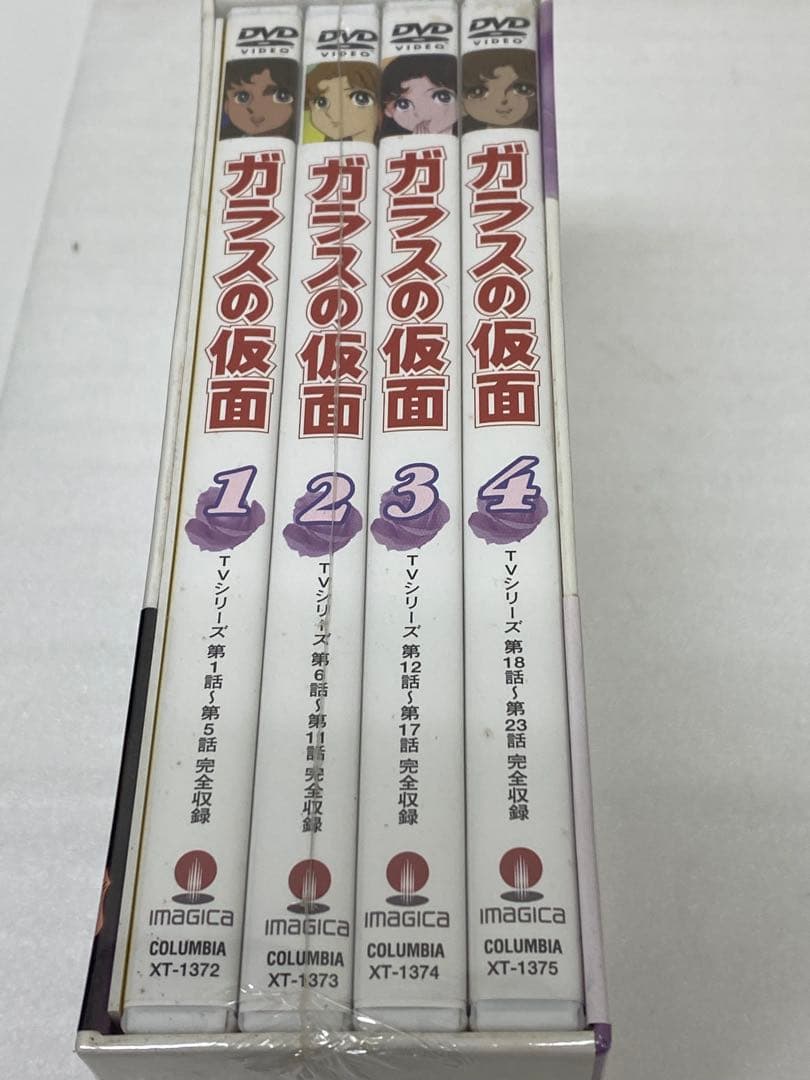 DVD
VIDEO
ガラスの仮面
1
TVシリーズ 第1話～第5話 完全収録
IMAGICA
COLUMBIA
XT-1372
DVD
VIDEO
ガラスの仮面
2
TVシリーズ 第6話～第11話 完全収録
IMAGICA
COLUMBIA
XT-1373
DVD
VIDEO
ガラスの仮面
3
TVシリーズ 第12話～第17話 完全収録
IMAGICA
COLUMBIA
XT-1374
DVD
VIDEO
ガラスの仮面
4
TVシリーズ 第18話～第23話 完全収録
IMAGICA
COLUMBIA
XT-1375